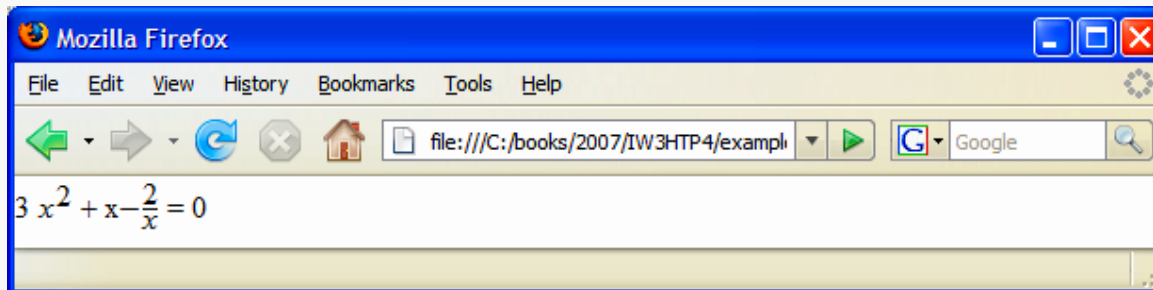 Mozilla Firefox
File Edit View History Bookmarks Tools Help
file:///C:/books/2007/IW3HTP4/exampl G Google
3 x² + x − 2/x = 0